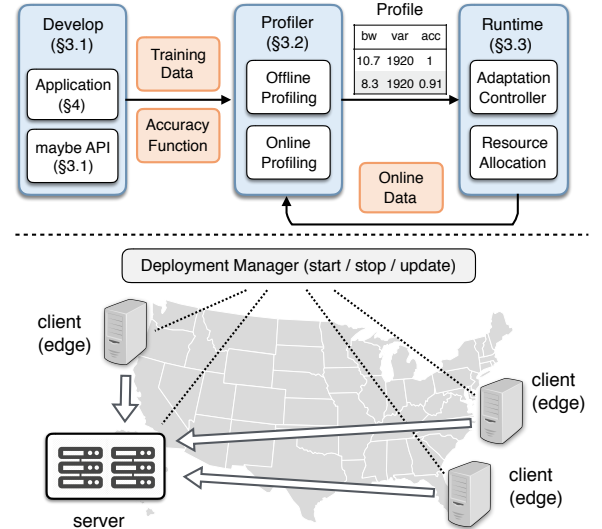 Develop
(§3.1)
Application
(§4)
maybe API
(§3.1)
Training
Data
Accuracy
Function
Profiler
(§3.2)
Offline
Profiling
Online
Profiling
Profile
bw var acc
10.7 1920 1
8.3 1920 0.91
Online
Data
Runtime
(§3.3)
Adaptation
Controller
Resource
Allocation
Deployment Manager (start / stop / update)
client
(edge)
client
(edge)
client
(edge)
server